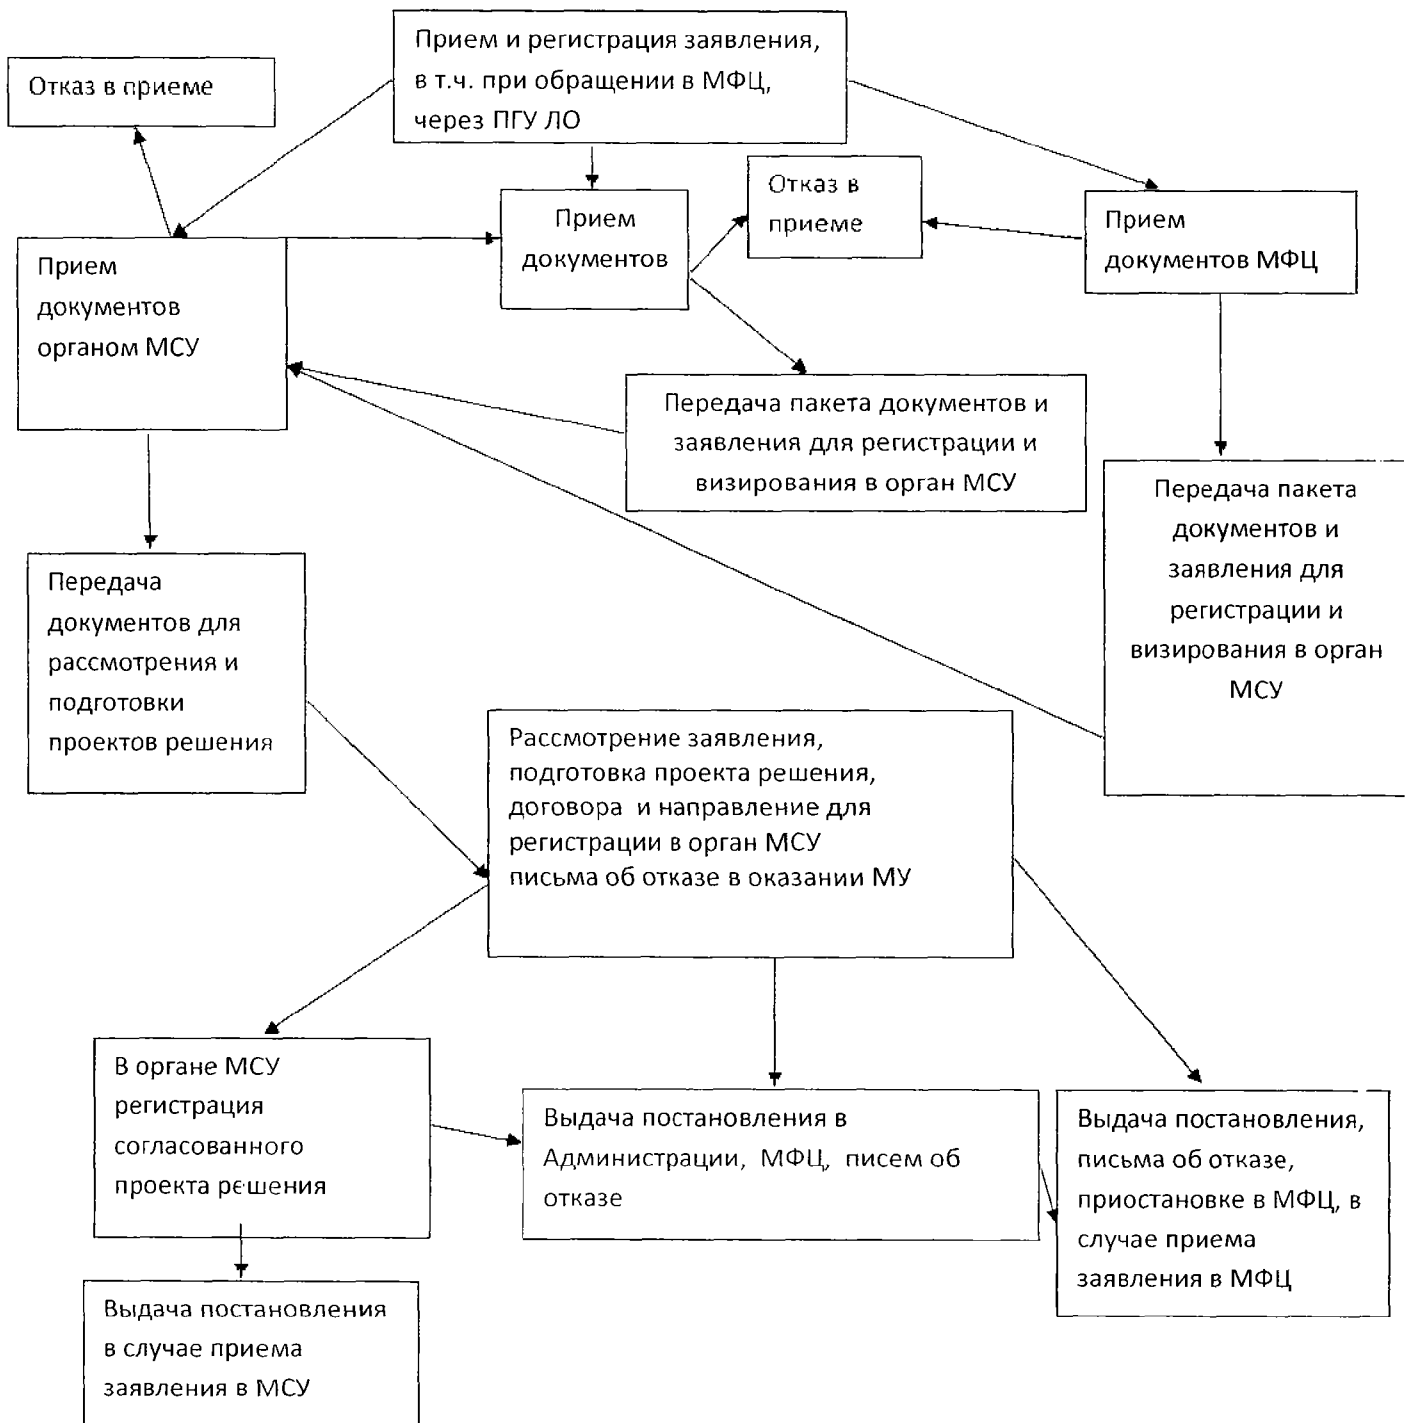 Прием и регистрация заявления,
в т.ч. при обращении в МФЦ,
через ПГУ ЛО
Отказ в приеме
Отказ в
приеме
Прием
документов
Прием
документов МФЦ
Прием
документов
органом МСУ
Передача пакета документов и
заявления для регистрации и
визирования в орган МСУ
Передача пакета
документов и
заявления для
регистрации и
визирования в орган
МСУ
Передача
документов для
рассмотрения и
подготовки
проектов решения
Рассмотрение заявления,
подготовка проекта решения,
договора и направление для
регистрации в орган МСУ
письма об отказе в оказании МУ
В органе МСУ
регистрация
согласованного
проекта решения
Выдача постановления в
Администрации, МФЦ, писем об
отказе
Выдача постановления,
письма об отказе,
приостановке в МФЦ, в
случае приема
заявления в МФЦ
Выдача постановления
в случае приема
заявления в МСУ